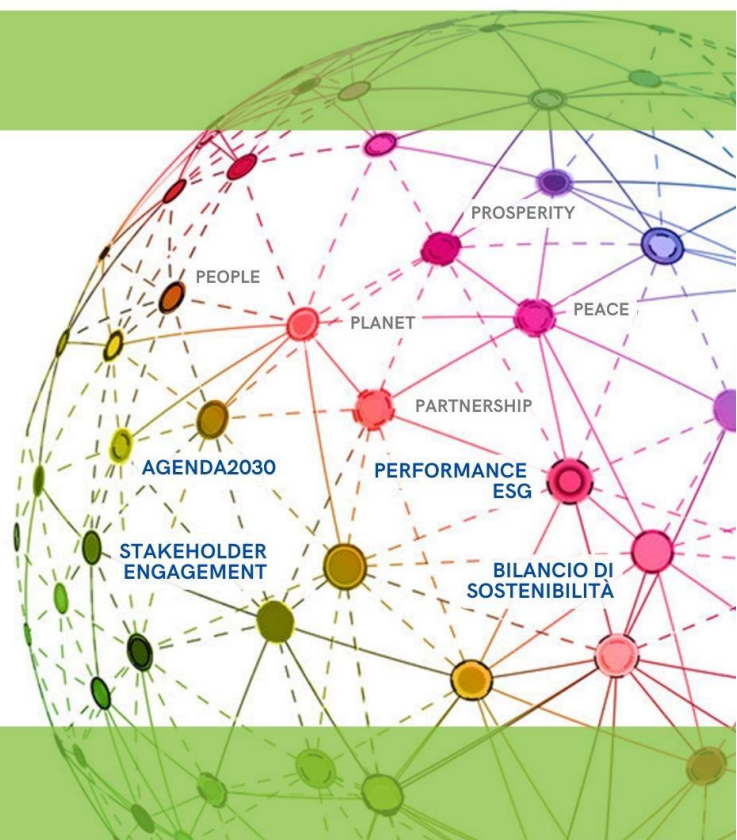 PROSPERITY
PEOPLE
PEACE
PLANET
PARTNERSHIP
AGENDA2030
PERFORMANCE
ESG
STAKEHOLDER
ENGAGEMENT
BILANCIO DI
SOSTENIBILITÀ